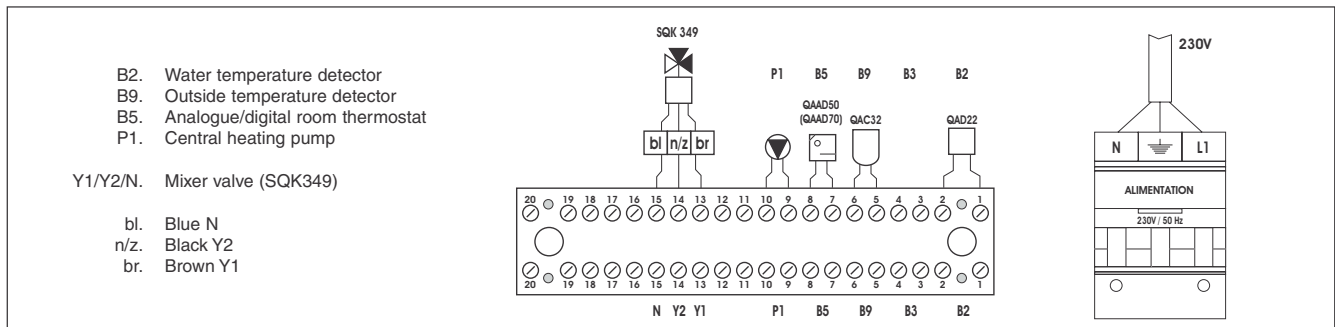 B2. Water temperature detector
B9. Outside temperature detector
B5. Analogue/digital room thermostat
P1. Central heating pump
Y1/Y2/N. Mixer valve (SQK349)
bl. Blue N
n/z. Black Y2
br. Brown Y1
SQK 349
P1 B5 B9 B3 B2
QAAD50
(QAAD70) QAC32 QAD22
bl n/z br
20 19 18 17 16 15 14 13 12 11 10 9 8 7 6 5 4 3 2 1
20 19 18 17 16 15 14 13 12 11 10 9 8 7 6 5 4 3 2 1
N Y2 Y1 P1 B5 B9 B3 B2
230V
N L1
ALIMENTATION
230V / 50 Hz